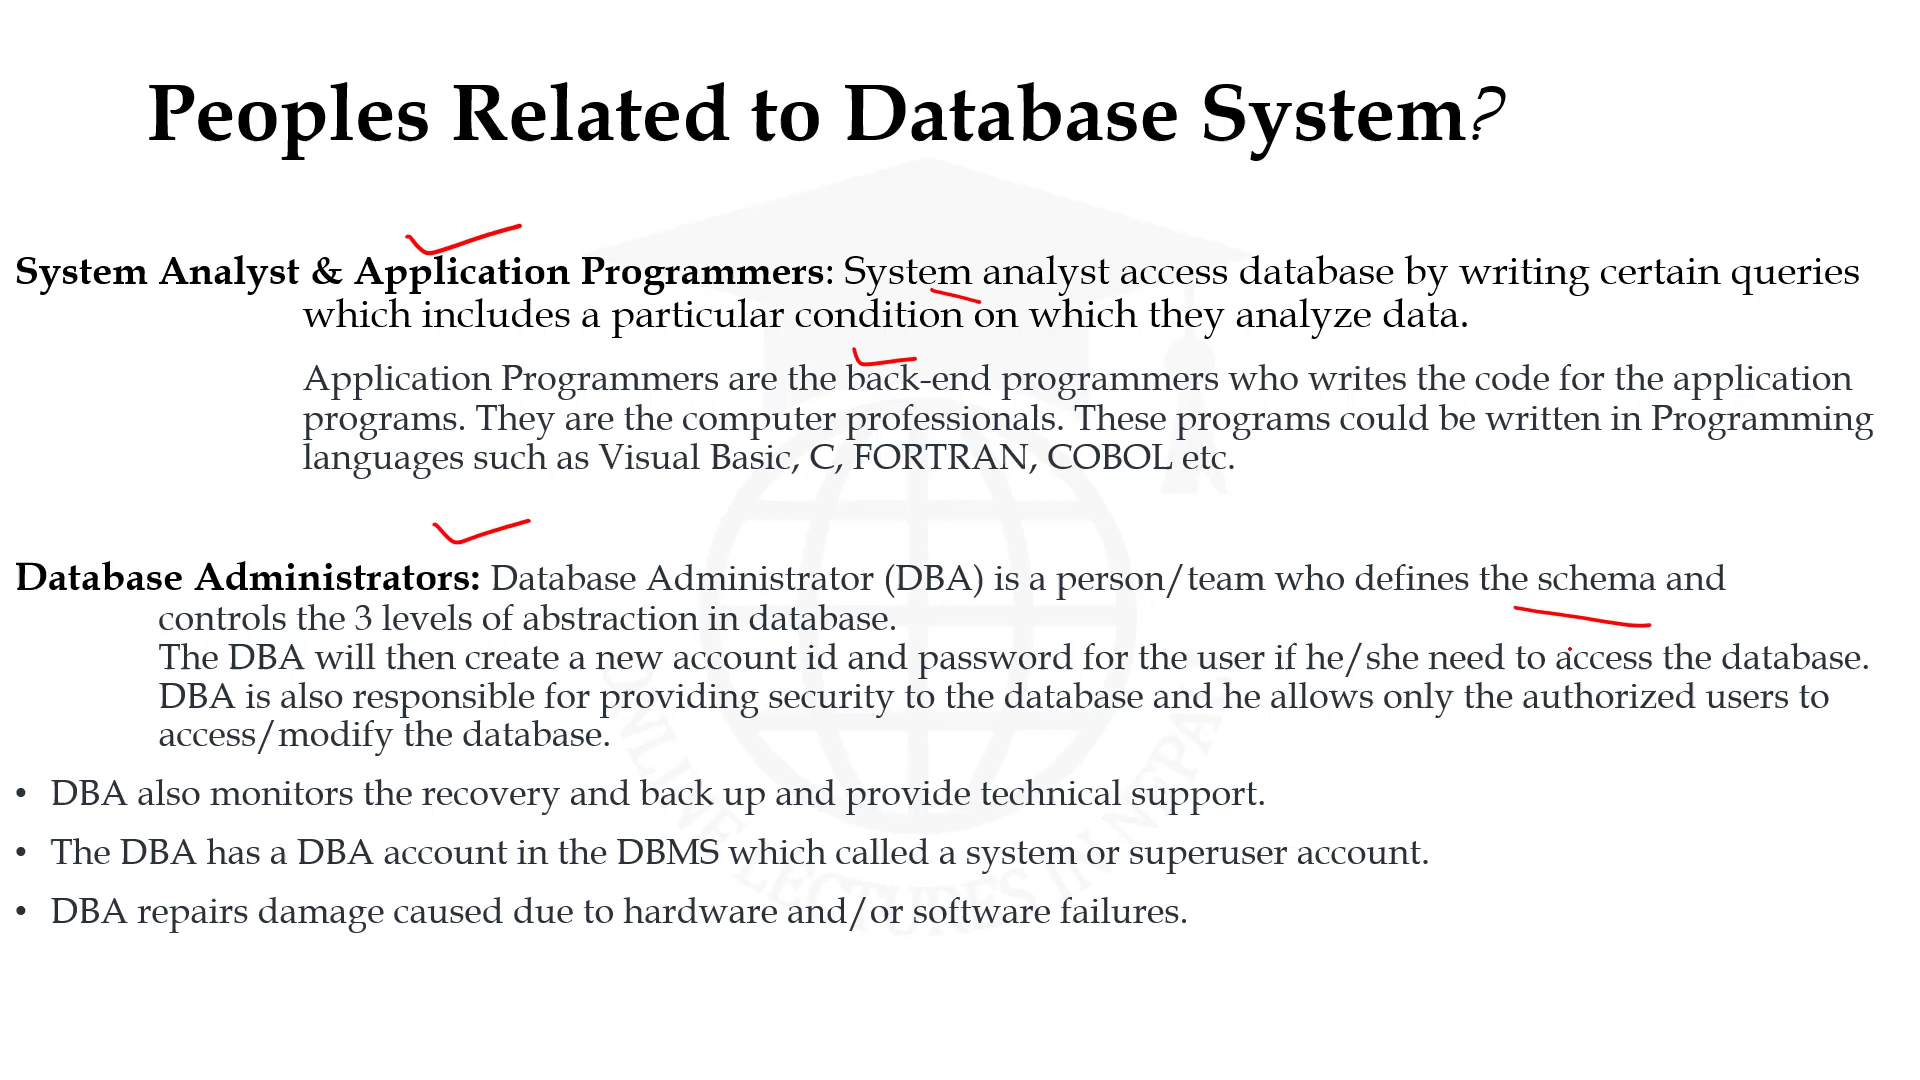 Peoples Related to Database System?
System Analyst & Application Programmers: System analyst access database by writing certain queries
which includes a particular condition on which they analyze data.
Application Programmers are the back-end programmers who writes the code for the application
programs. They are the computer professionals. These programs could be written in Programming
languages such as Visual Basic, C, FORTRAN, COBOL etc.
Database Administrators: Database Administrator (DBA) is a person/team who defines the schema and
controls the 3 levels of abstraction in database.
The DBA will then create a new account id and password for the user if he/she need to access the database.
DBA is also responsible for providing security to the database and he allows only the authorized users to
access/modify the database.
• DBA also monitors the recovery and back up and provide technical support.
• The DBA has a DBA account in the DBMS which called a system or superuser account.
• DBA repairs damage caused due to hardware and/or software failures.
ONLINE LECTURES IN NEPAL